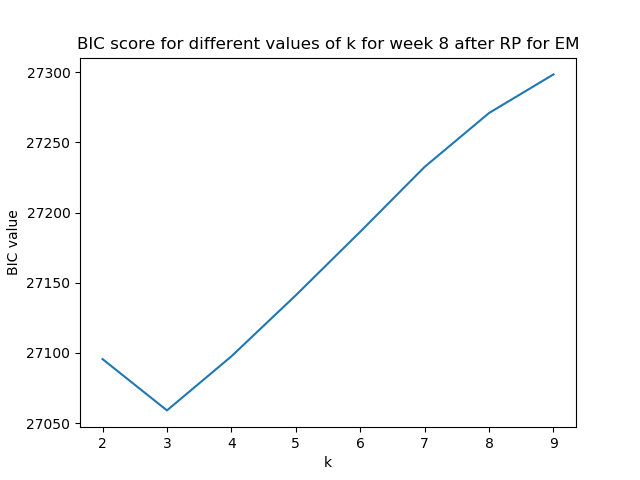 BIC score for different values of k for week 8 after RP for EM
27300
27250
27200
27150
27100
27050
BIC value
2 3 4 5 6 7 8 9
k